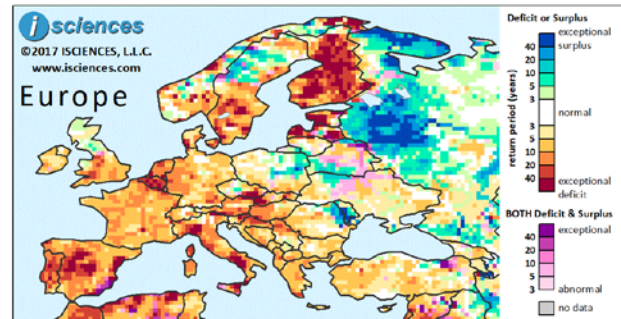 i sciences
©2017 ISCIENCES, L.L.C.
www.isciences.com
Europe
Deficit or Surplus
exceptional
surplus
40
20
10
5
3
normal
3
5
10
20
40
exceptional
deficit
return period (years)
BOTH Deficit & Surplus
exceptional
40
20
10
5
3
abnormal
no data